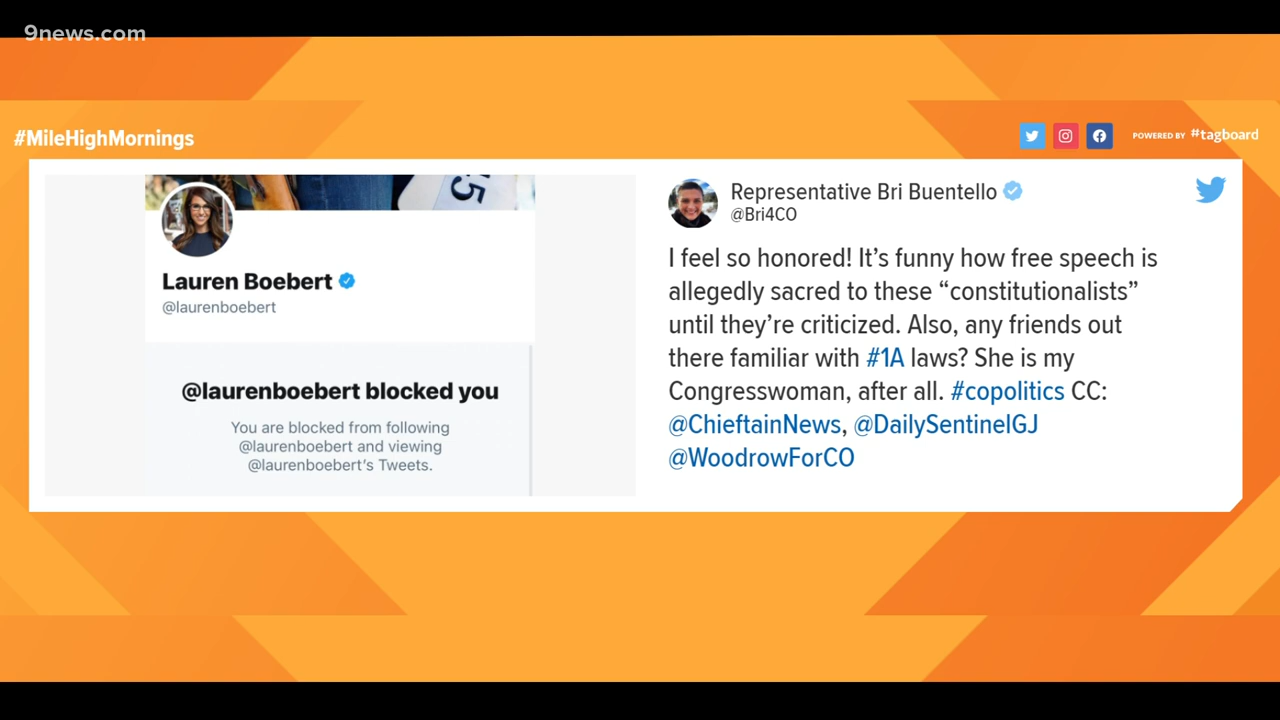 9news.com
#MileHighMornings
POWERED BY #tagboard
5
Lauren Boebert
@laurenboebert
@laurenboebert blocked you
You are blocked from following
@laurenboebert and viewing
@laurenboebert's Tweets.
Representative Bri Buentello
@Bri4CO
I feel so honored! It’s funny how free speech is
allegedly sacred to these “constitutionalists”
until they’re criticized. Also, any friends out
there familiar with #1A laws? She is my
Congresswoman, after all. #copolitics CC:
@ChieftainNews, @DailySentinelGJ
@WoodrowForCO